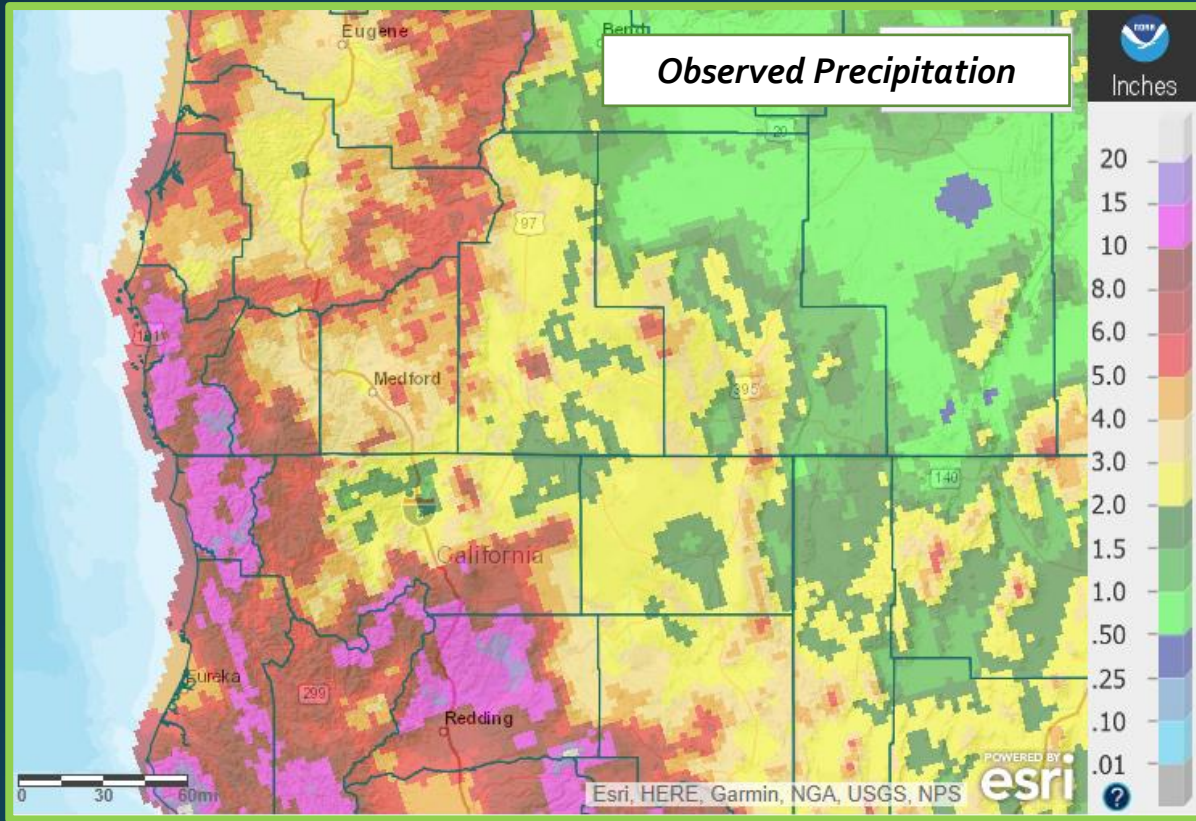 Eugene
Bend
Observed Precipitation
NOAA
Inches
20
97
101
Medford
395
140
California
Eureka
299
Redding
20
15
10
8.0
6.0
5.0
4.0
3.0
2.0
1.5
1.0
.50
.25
.10
.01
?
0 30 60mi
Esri, HERE, Garmin, NGA, USGS, NPS
POWERED BY
esri